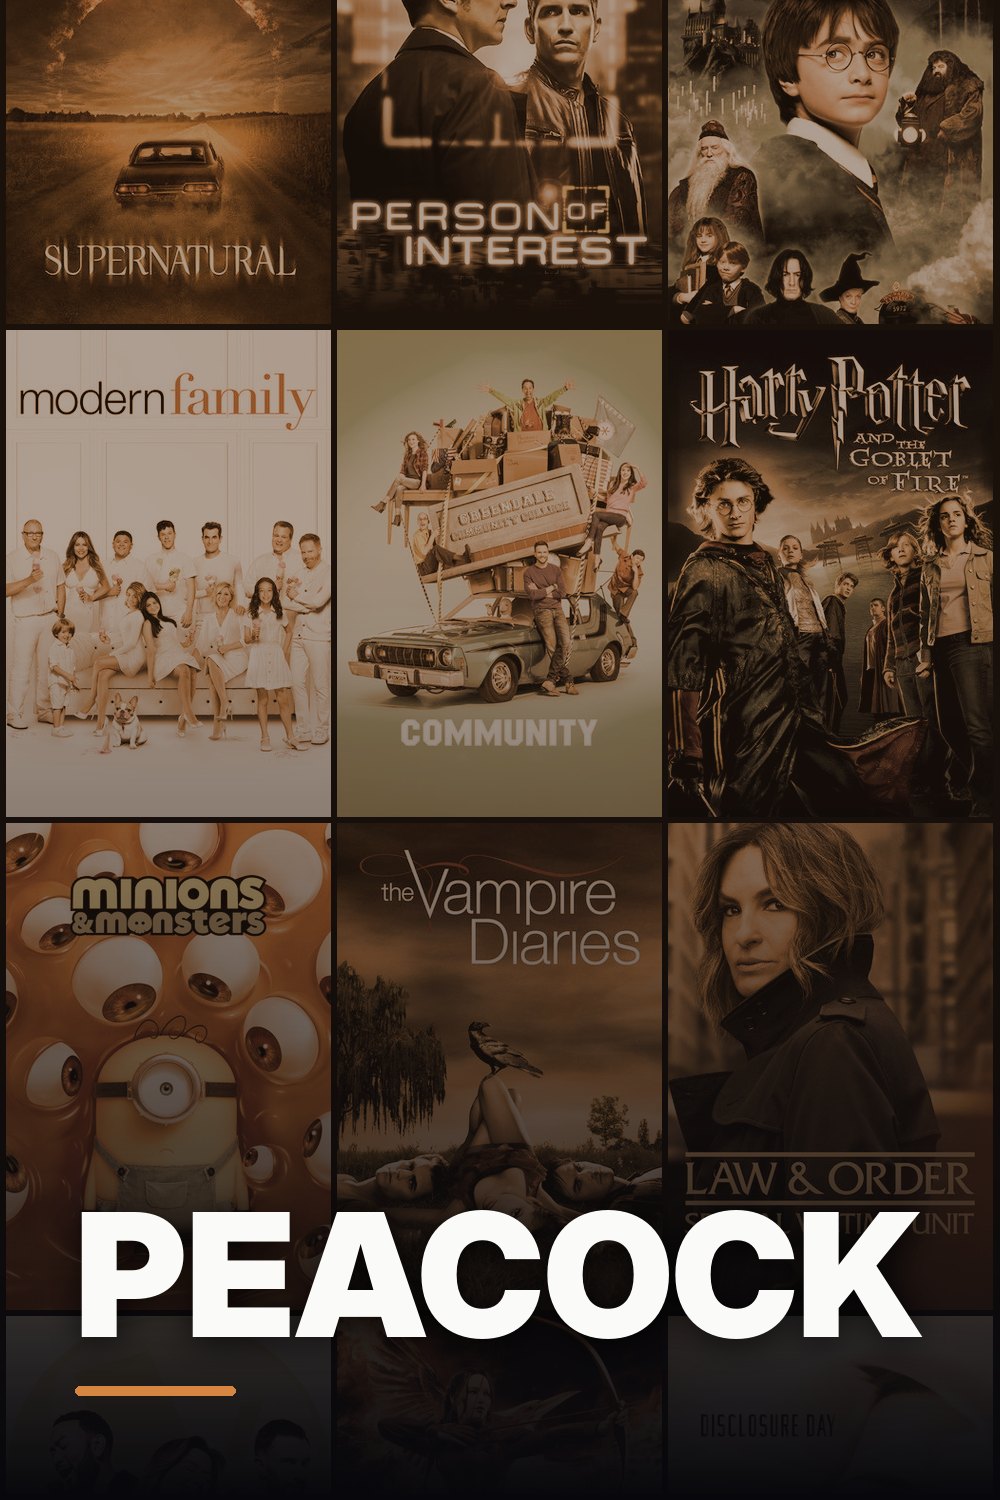 SUPERNATURAL
PERSON OF
INTEREST
modern family
GREENDALE
COMMUNITY COLLEGE
COMMUNITY
Harry Potter
AND THE
GOBLET
OF FIRE
minions
& monsters
the Vampire
Diaries
LAW & ORDER
UNIT
PEACOCK
DISCLOSURE DAY